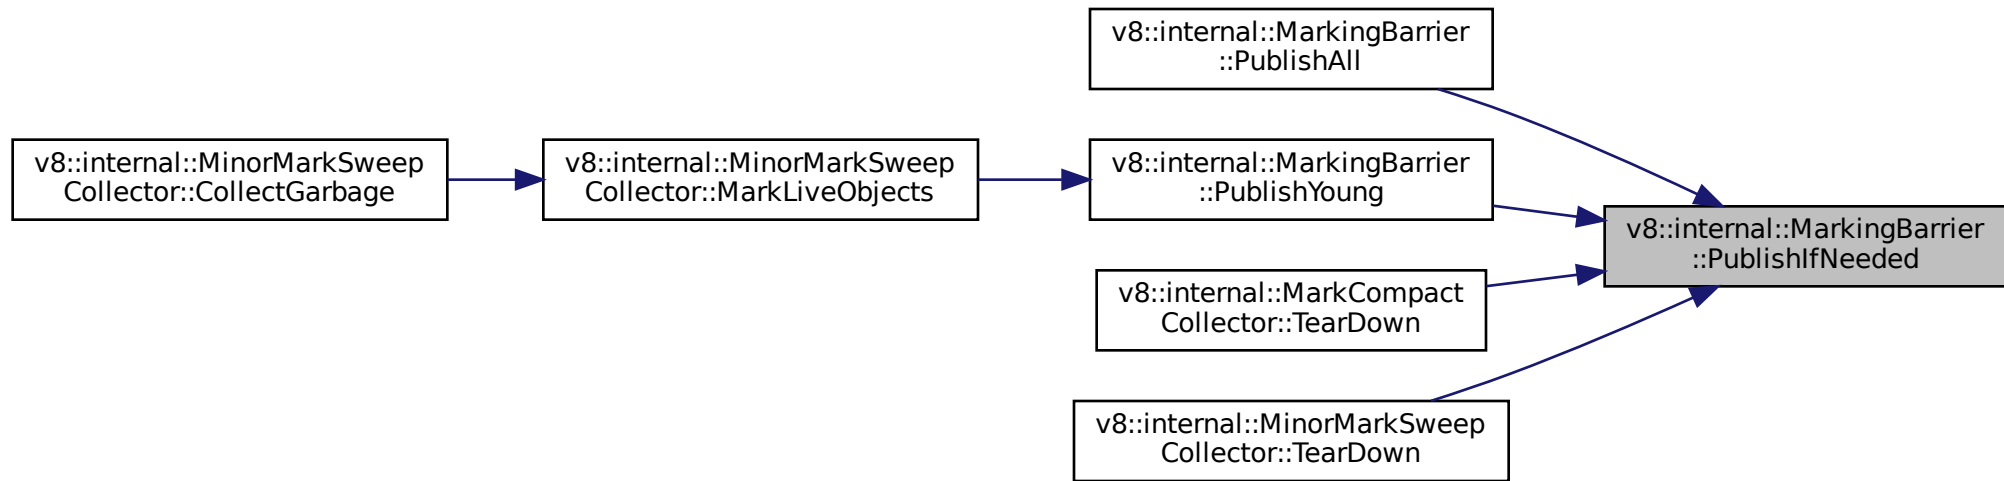 v8::internal::MarkingBarrier
::PublishAll
v8::internal::MinorMarkSweep
Collector::CollectGarbage
v8::internal::MinorMarkSweep
Collector::MarkLiveObjects
v8::internal::MarkingBarrier
::PublishYoung
v8::internal::MarkingBarrier
::PublishIfNeeded
v8::internal::MarkCompact
Collector::TearDown
v8::internal::MinorMarkSweep
Collector::TearDown